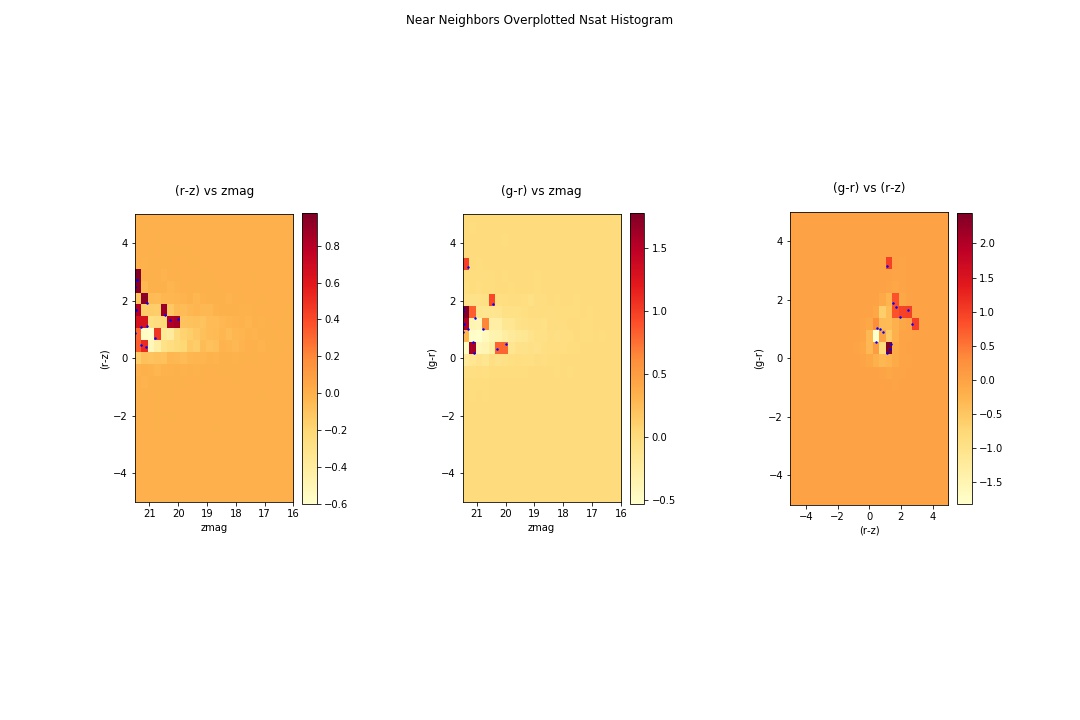 Near Neighbors Overplotted Nsat Histogram
(r-z) vs zmag
4
2
0
−2
−4
(r-z)
21 20 19 18 17 16
zmag
0.8
0.6
0.4
0.2
0.0
−0.2
−0.4
−0.6
(g-r) vs zmag
4
2
0
−2
−4
(g-r)
21 20 19 18 17 16
zmag
1.5
1.0
0.5
0.0
−0.5
(g-r) vs (r-z)
4
2
0
−2
−4
(g-r)
−4 −2 0 2 4
(r-z)
2.0
1.5
1.0
0.5
0.0
−0.5
−1.0
−1.5